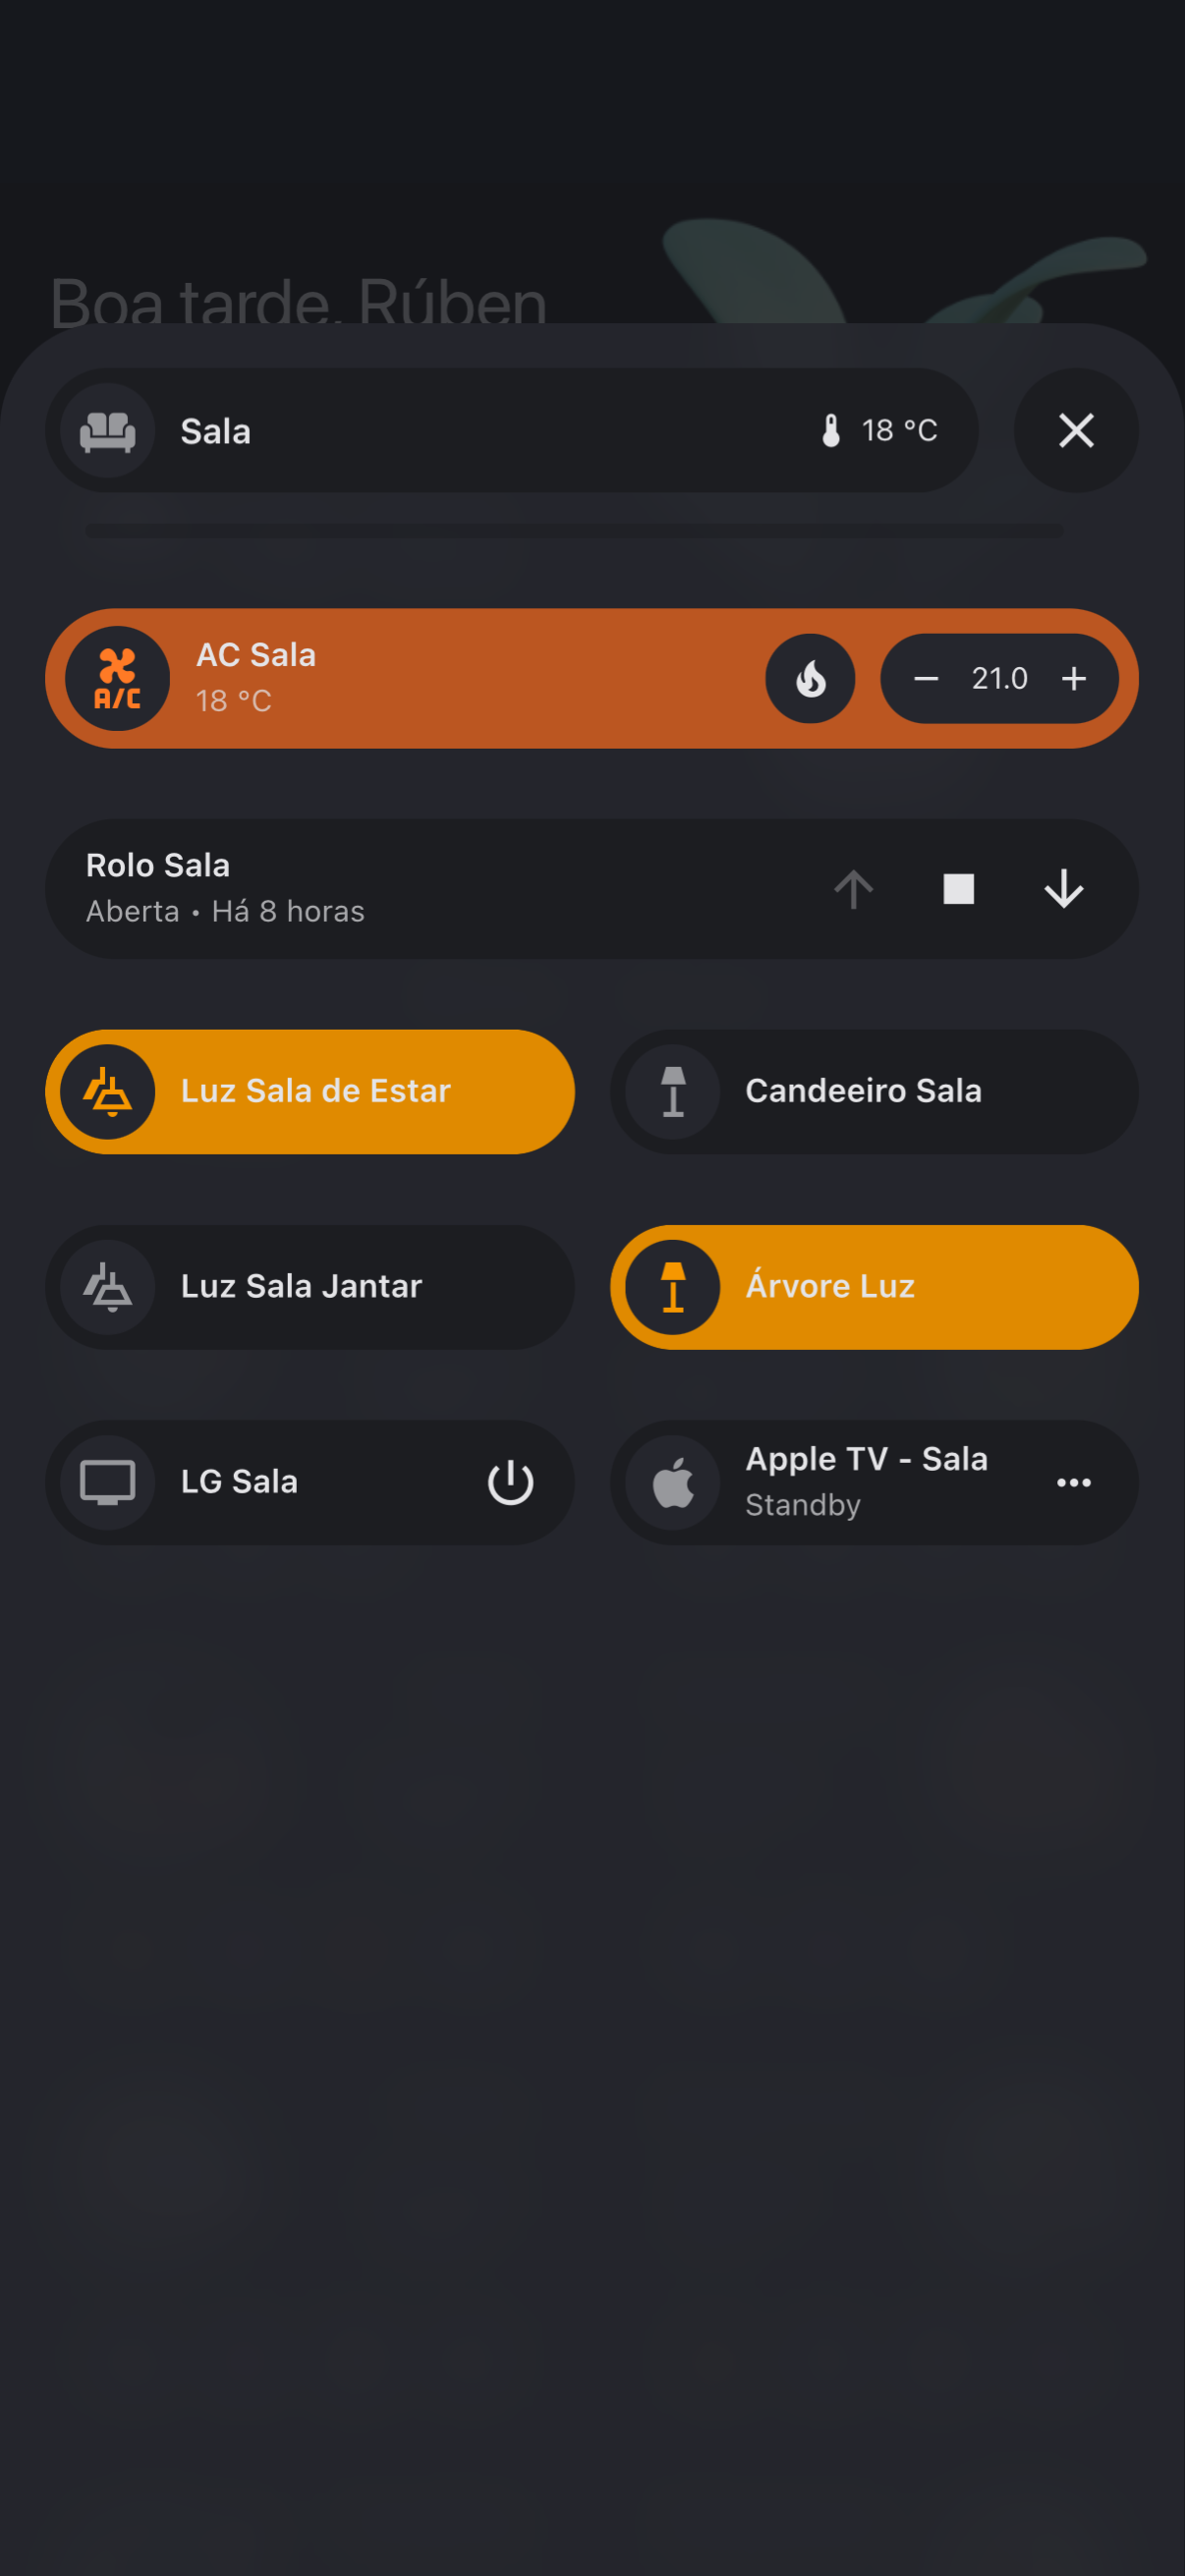 Boa tarde, Rúben
Sala
18 °C
AC Sala
18 °C
A/C
21.0
Rolo Sala
Aberta • Há 8 horas
Luz Sala de Estar
Candeeiro Sala
Luz Sala Jantar
Árvore Luz
LG Sala
Apple TV - Sala
Standby